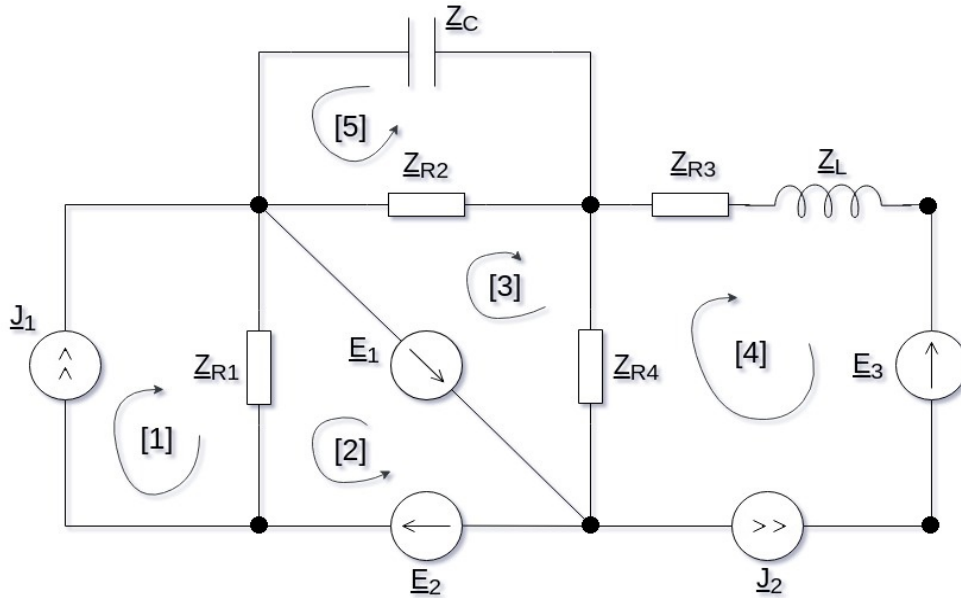 Z_C
[5]
Z_R2
Z_R3
Z_L
[3]
J_1
E_1
Z_R1
Z_R4
[4]
E_3
[1]
[2]
>>
E_2
J_2